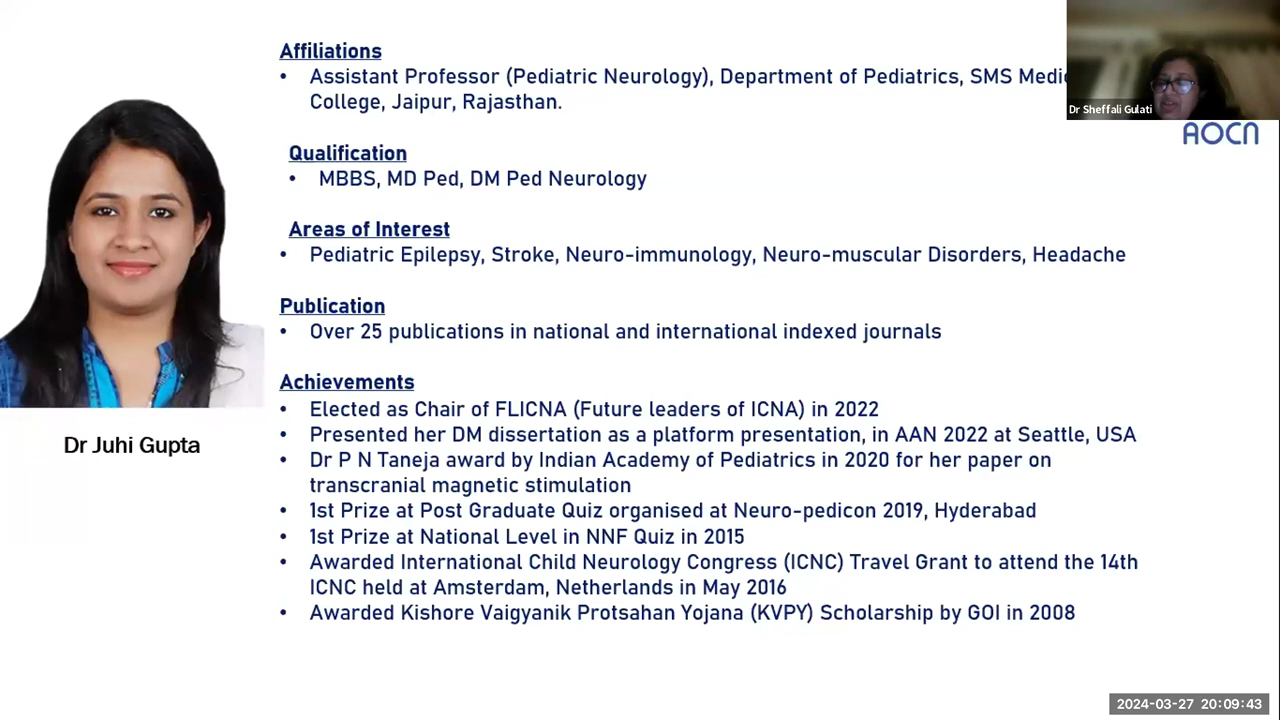 Affiliations
• Assistant Professor (Pediatric Neurology), Department of Pediatrics, SMS
College, Jaipur, Rajasthan.
Dr Sheffali Gulati
AOCN
Qualification
• MBBS, MD Ped, DM Ped Neurology
Areas of Interest
• Pediatric Epilepsy, Stroke, Neuro-immunology, Neuro-muscular Disorders, Headache
Publication
• Over 25 publications in national and international indexed journals
Achievements
• Elected as Chair of FLICNA (Future leaders of ICNA) in 2022
• Presented her DM dissertation as a platform presentation, in AAN 2022 at Seattle, USA
• Dr P N Taneja award by Indian Academy of Pediatrics in 2020 for her paper on
transcranial magnetic stimulation
• 1st Prize at Post Graduate Quiz organised at Neuro-pedicon 2019, Hyderabad
• 1st Prize at National Level in NNF Quiz in 2015
• Awarded International Child Neurology Congress (ICNC) Travel Grant to attend the 14th
ICNC held at Amsterdam, Netherlands in May 2016
• Awarded Kishore Vaigyanik Protsahan Yojana (KVPY) Scholarship by GOI in 2008
Dr Juhi Gupta
2024-03-27 20:09:43